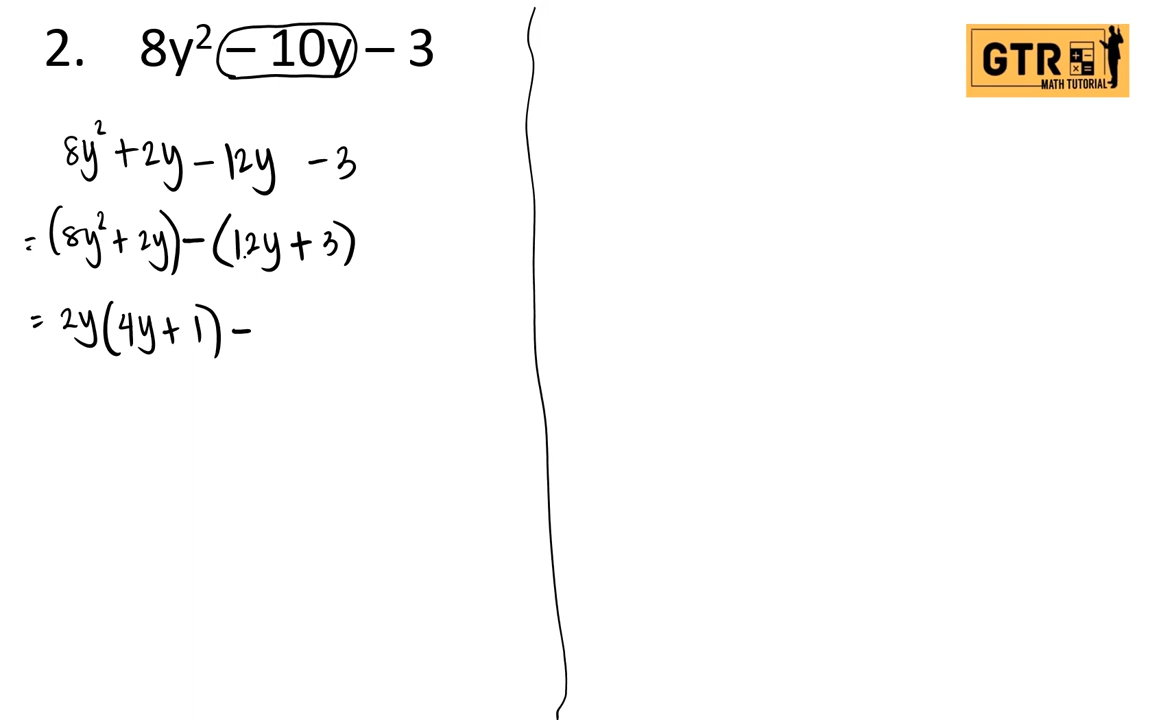 2. 8y² – 10y – 3
8y² + 2y – 12y – 3
= (8y² + 2y) – (12y + 3)
= 2y(4y + 1) –
GTR
+ –
× =
MATH TUTORIAL